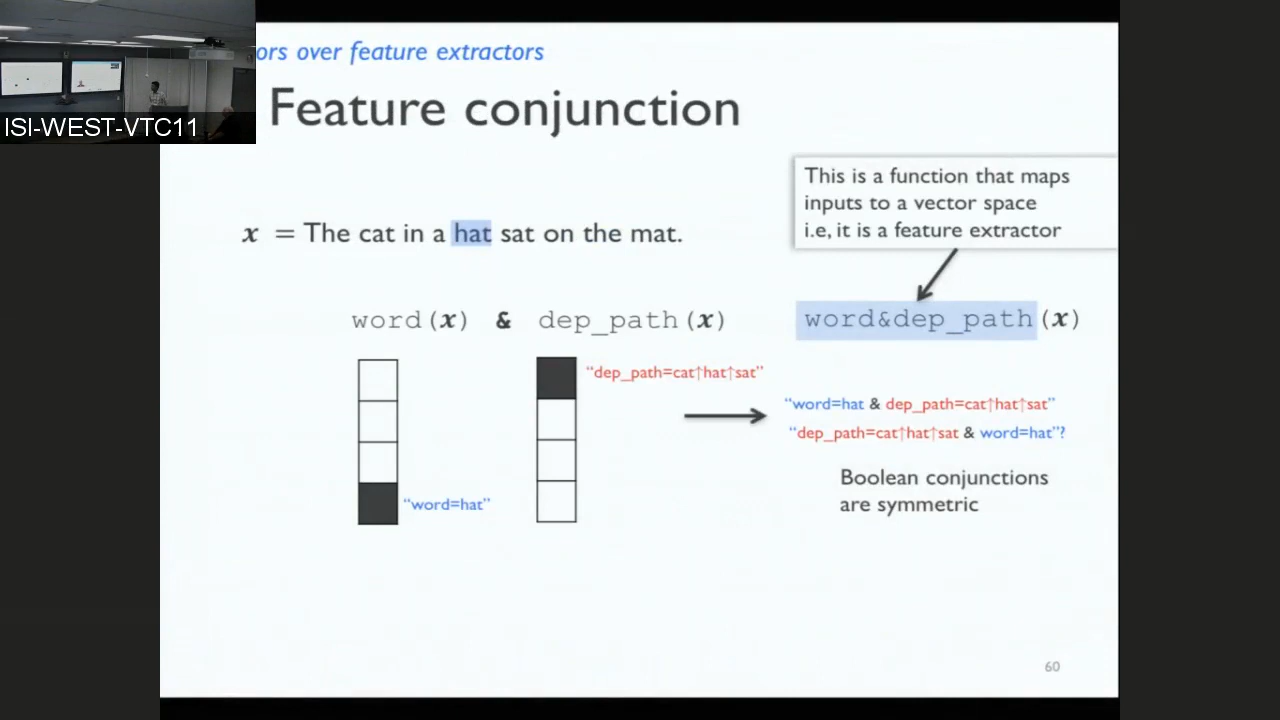 ors over feature extractors
ISI-WEST-VTC11
Feature conjunction
This is a function that maps
inputs to a vector space
i.e, it is a feature extractor
x = The cat in a hat sat on the mat.
word(x) & dep_path(x)
word&dep_path(x)
"dep_path=cat↑hat↑sat"
"word=hat & dep_path=cat↑hat↑sat"
"dep_path=cat↑hat↑sat & word=hat"?
Boolean conjunctions
are symmetric
"word=hat"
60